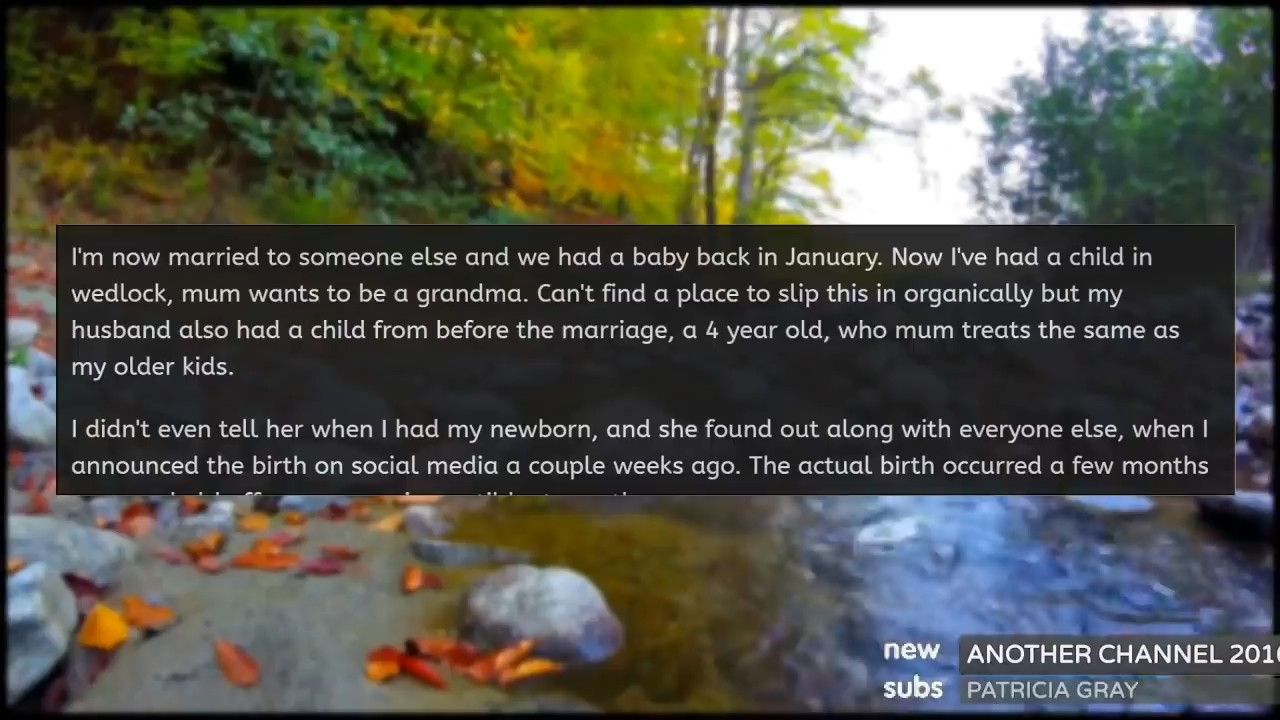 I'm now married to someone else and we had a baby back in January. Now I've had a child in
wedlock, mum wants to be a grandma. Can't find a place to slip this in organically but my
husband also had a child from before the marriage, a 4 year old, who mum treats the same as
my older kids.
I didn't even tell her when I had my newborn, and she found out along with everyone else, when I
announced the birth on social media a couple weeks ago. The actual birth occurred a few months
new ANOTHER CHANNEL 201
subs PATRICIA GRAY